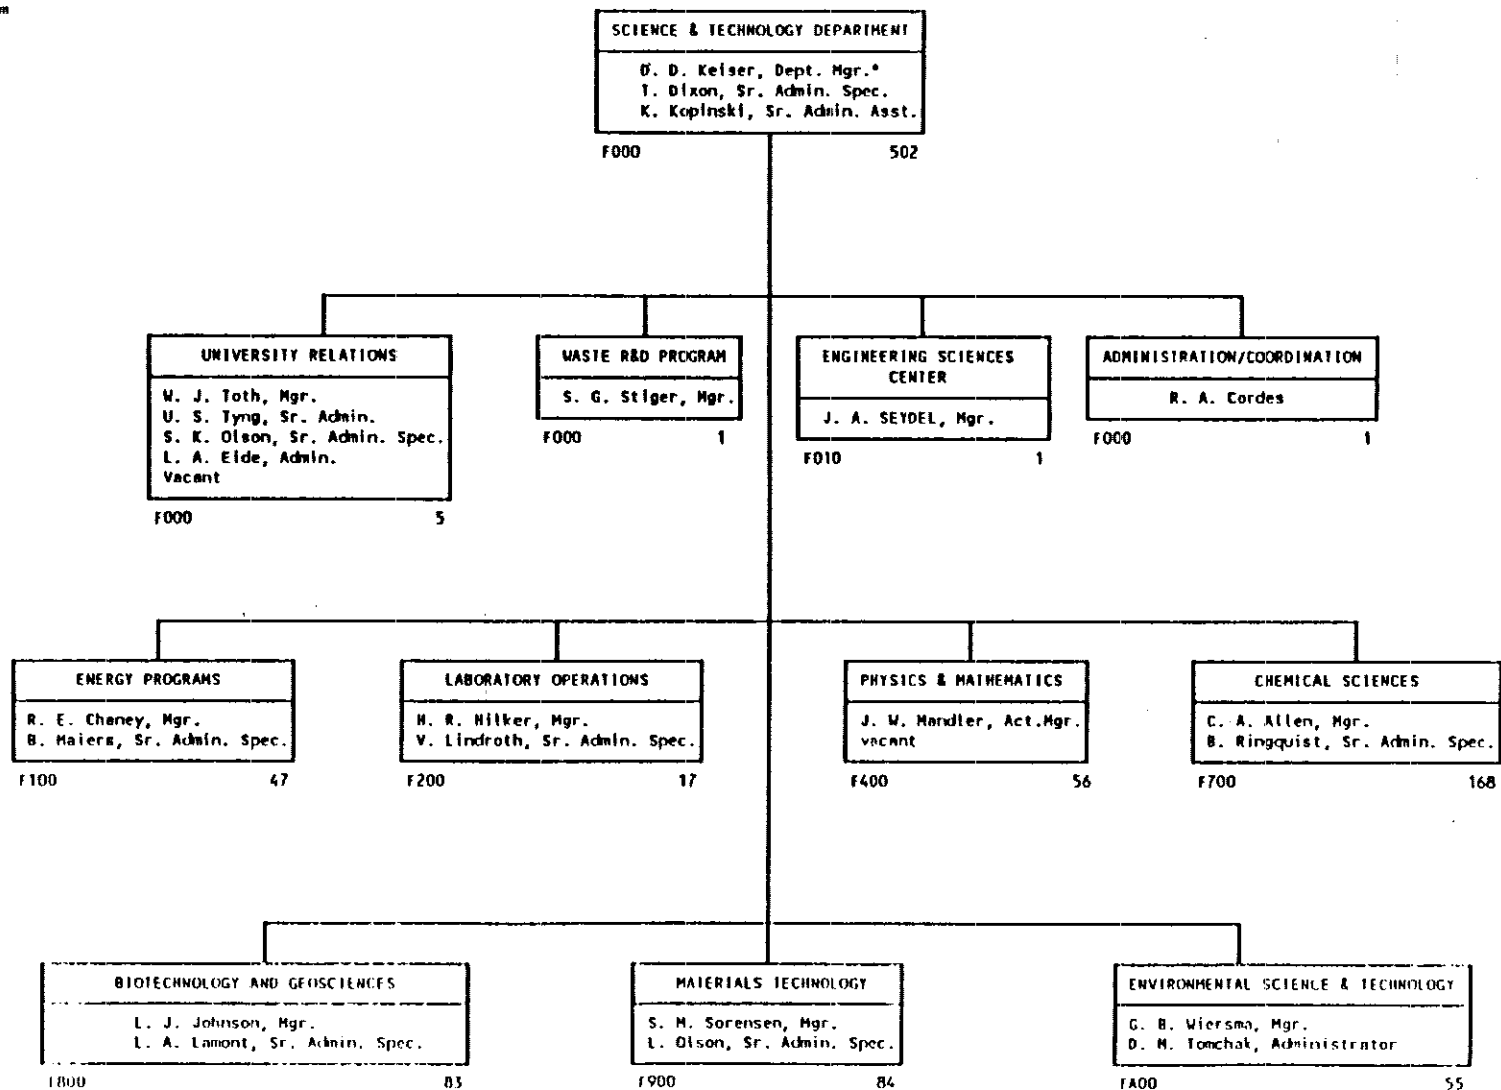 SCIENCE & TECHNOLOGY DEPARTMENT
D. D. Keiser, Dept. Mgr.*
T. Dixon, Sr. Admin. Spec.
K. Kopinski, Sr. Admin. Asst.
F000 502
UNIVERSITY RELATIONS
W. J. Toth, Mgr.
U. S. Tyng, Sr. Admin.
S. K. Olson, Sr. Admin. Spec.
L. A. Eide, Admin.
Vacant
F000 5
WASTE R&D PROGRAM
S. G. Stiger, Mgr.
F000 1
ENGINEERING SCIENCES
CENTER
J. A. SEYDEL, Mgr.
F010 1
ADMINISTRATION/COORDINATION
R. A. Cordes
F000 1
ENERGY PROGRAMS
R. E. Chaney, Mgr.
B. Maiers, Sr. Admin. Spec.
F100 47
LABORATORY OPERATIONS
H. R. Hilker, Mgr.
V. Lindroth, Sr. Admin. Spec.
F200 17
PHYSICS & MATHEMATICS
J. W. Mandler, Act.Mgr.
vacant
F400 56
CHEMICAL SCIENCES
C. A. Allen, Mgr.
B. Ringquist, Sr. Admin. Spec.
F700 168
BIOTECHNOLOGY AND GEOSCIENCES
L. J. Johnson, Mgr.
L. A. Lamont, Sr. Admin. Spec.
F800 83
MATERIALS TECHNOLOGY
S. M. Sorensen, Mgr.
L. Olson, Sr. Admin. Spec.
F900 84
ENVIRONMENTAL SCIENCE & TECHNOLOGY
G. B. Wiersma, Mgr.
D. M. Tomchak, Administrator
FA00 55